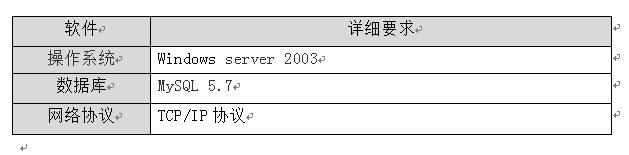 软件 详细要求
操作系统 Windows server 2003
数据库 MySQL 5.7
网络协议 TCP/IP 协议